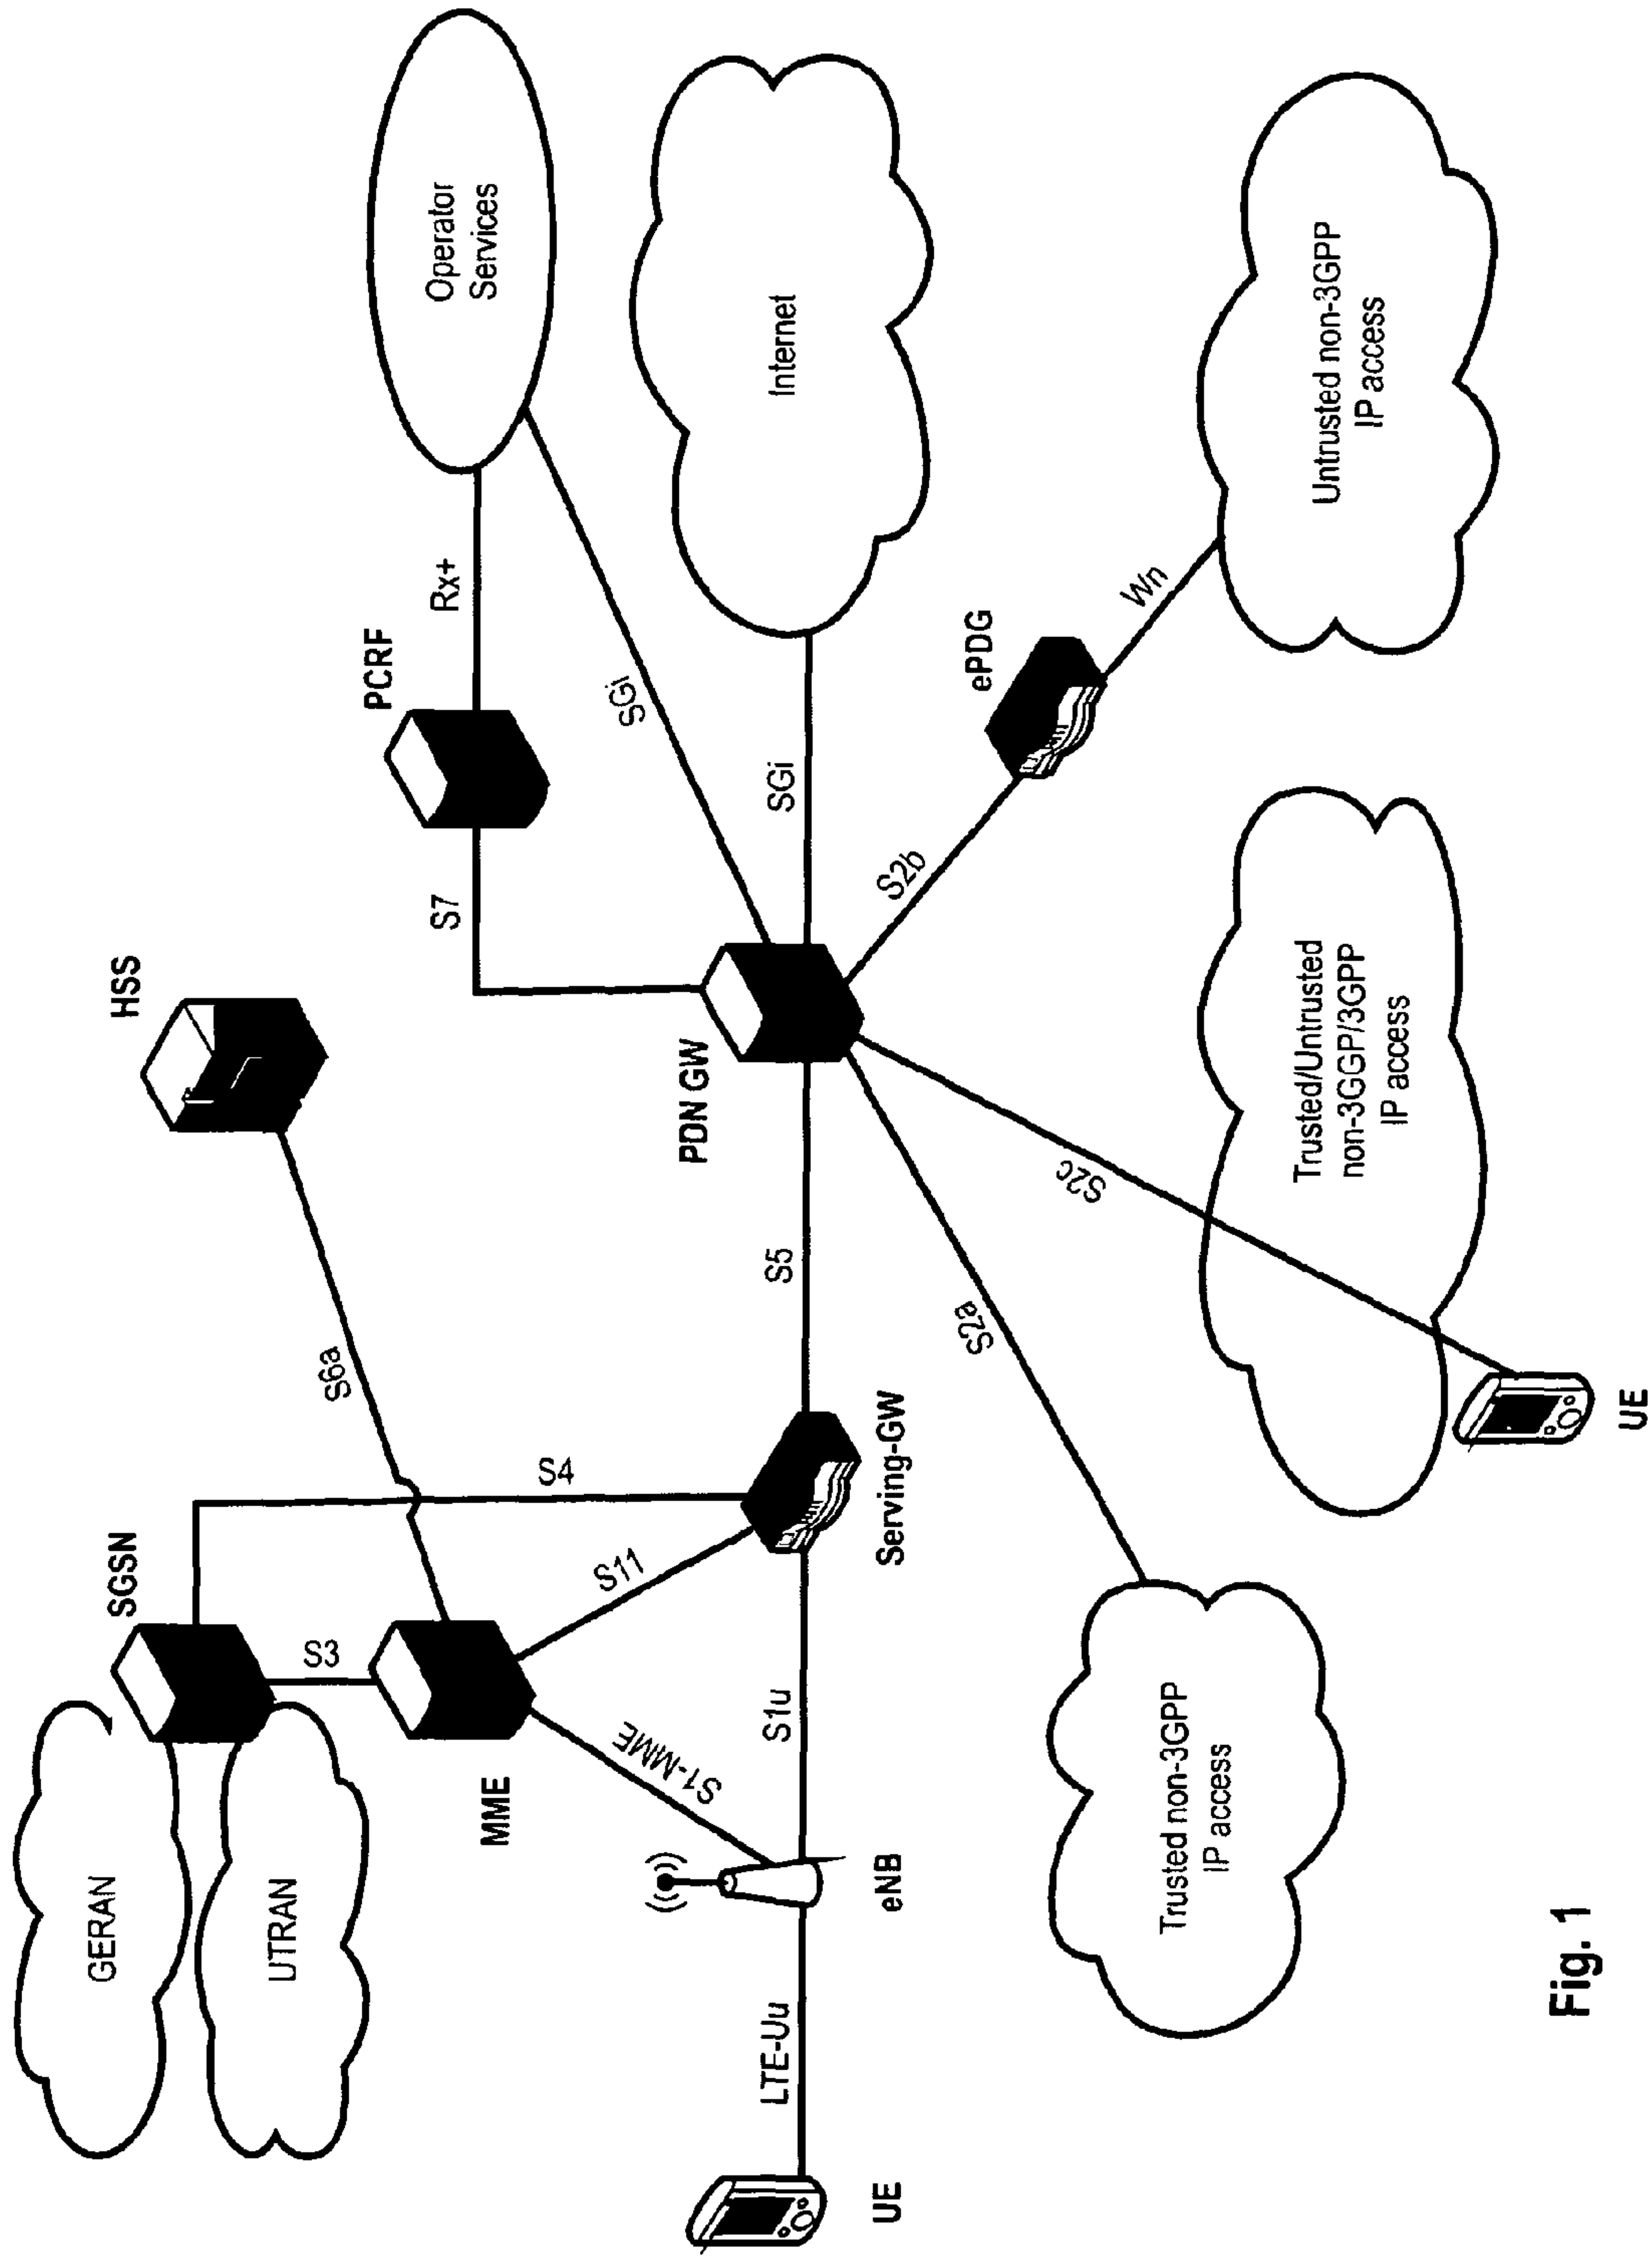 GERAN
UTRAN
SGSN
HSS
S3
S4
S6a
MME
S11
S1-MME
S7
PCRF
Rx+
Operator
Services
SGi
SGi
Internet
UE
LTE-Uu
eNB
S1u
Serving-GW
S5
PDN GW
S2a
S2c
S2b
ePDG
Wn
Trusted non-3GPP
IP access
UE
Trusted/Untrusted
non-3GGP/3GPP
IP access
Untrusted non-3GPP
IP access
Fig. 1